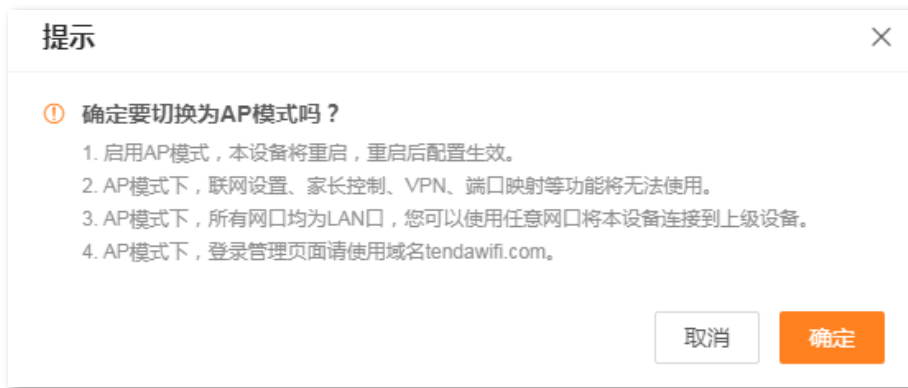 提示
确定要切换为AP模式吗？
1. 启用AP模式，本设备将重启，重启后配置生效。
2. AP模式下，联网设置、家长控制、VPN、端口映射等功能将无法使用。
3. AP模式下，所有网口均为LAN口，您可以使用任意网口将本设备连接到上级设备。
4. AP模式下，登录管理页面请使用域名tendawifi.com。
取消
确定